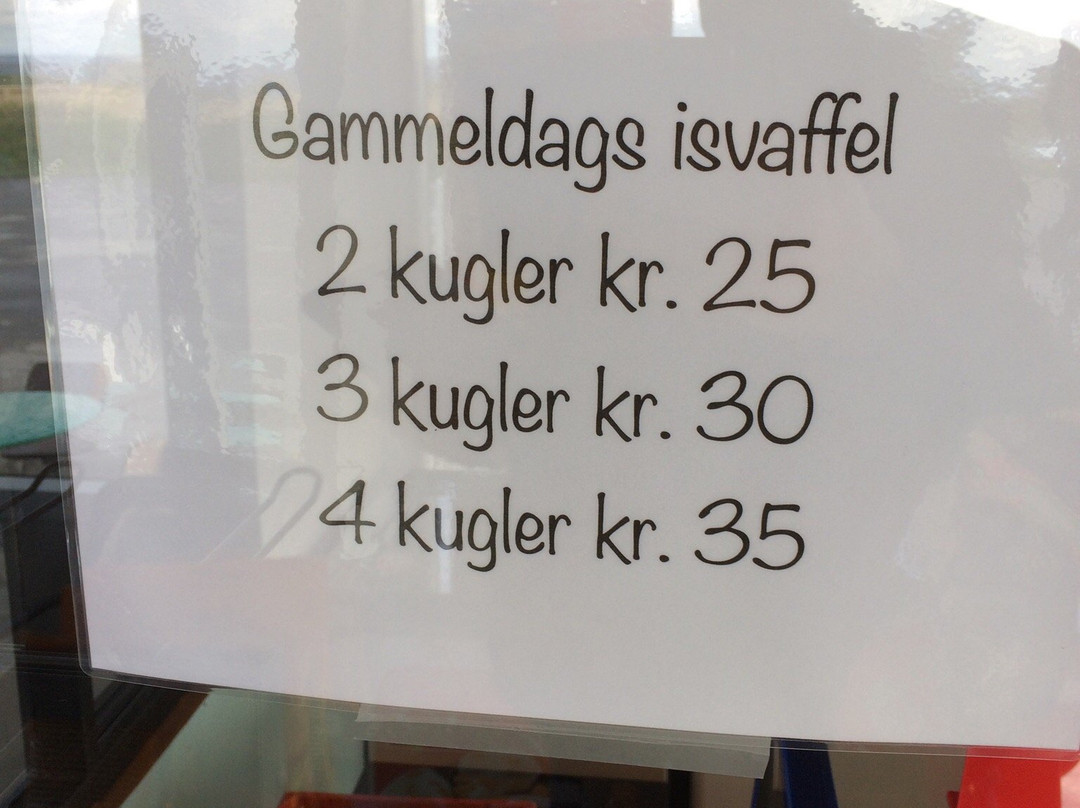 Gammeldags isvaffel
2 kugler kr. 25
3 kugler kr. 30
4 kugler kr. 35